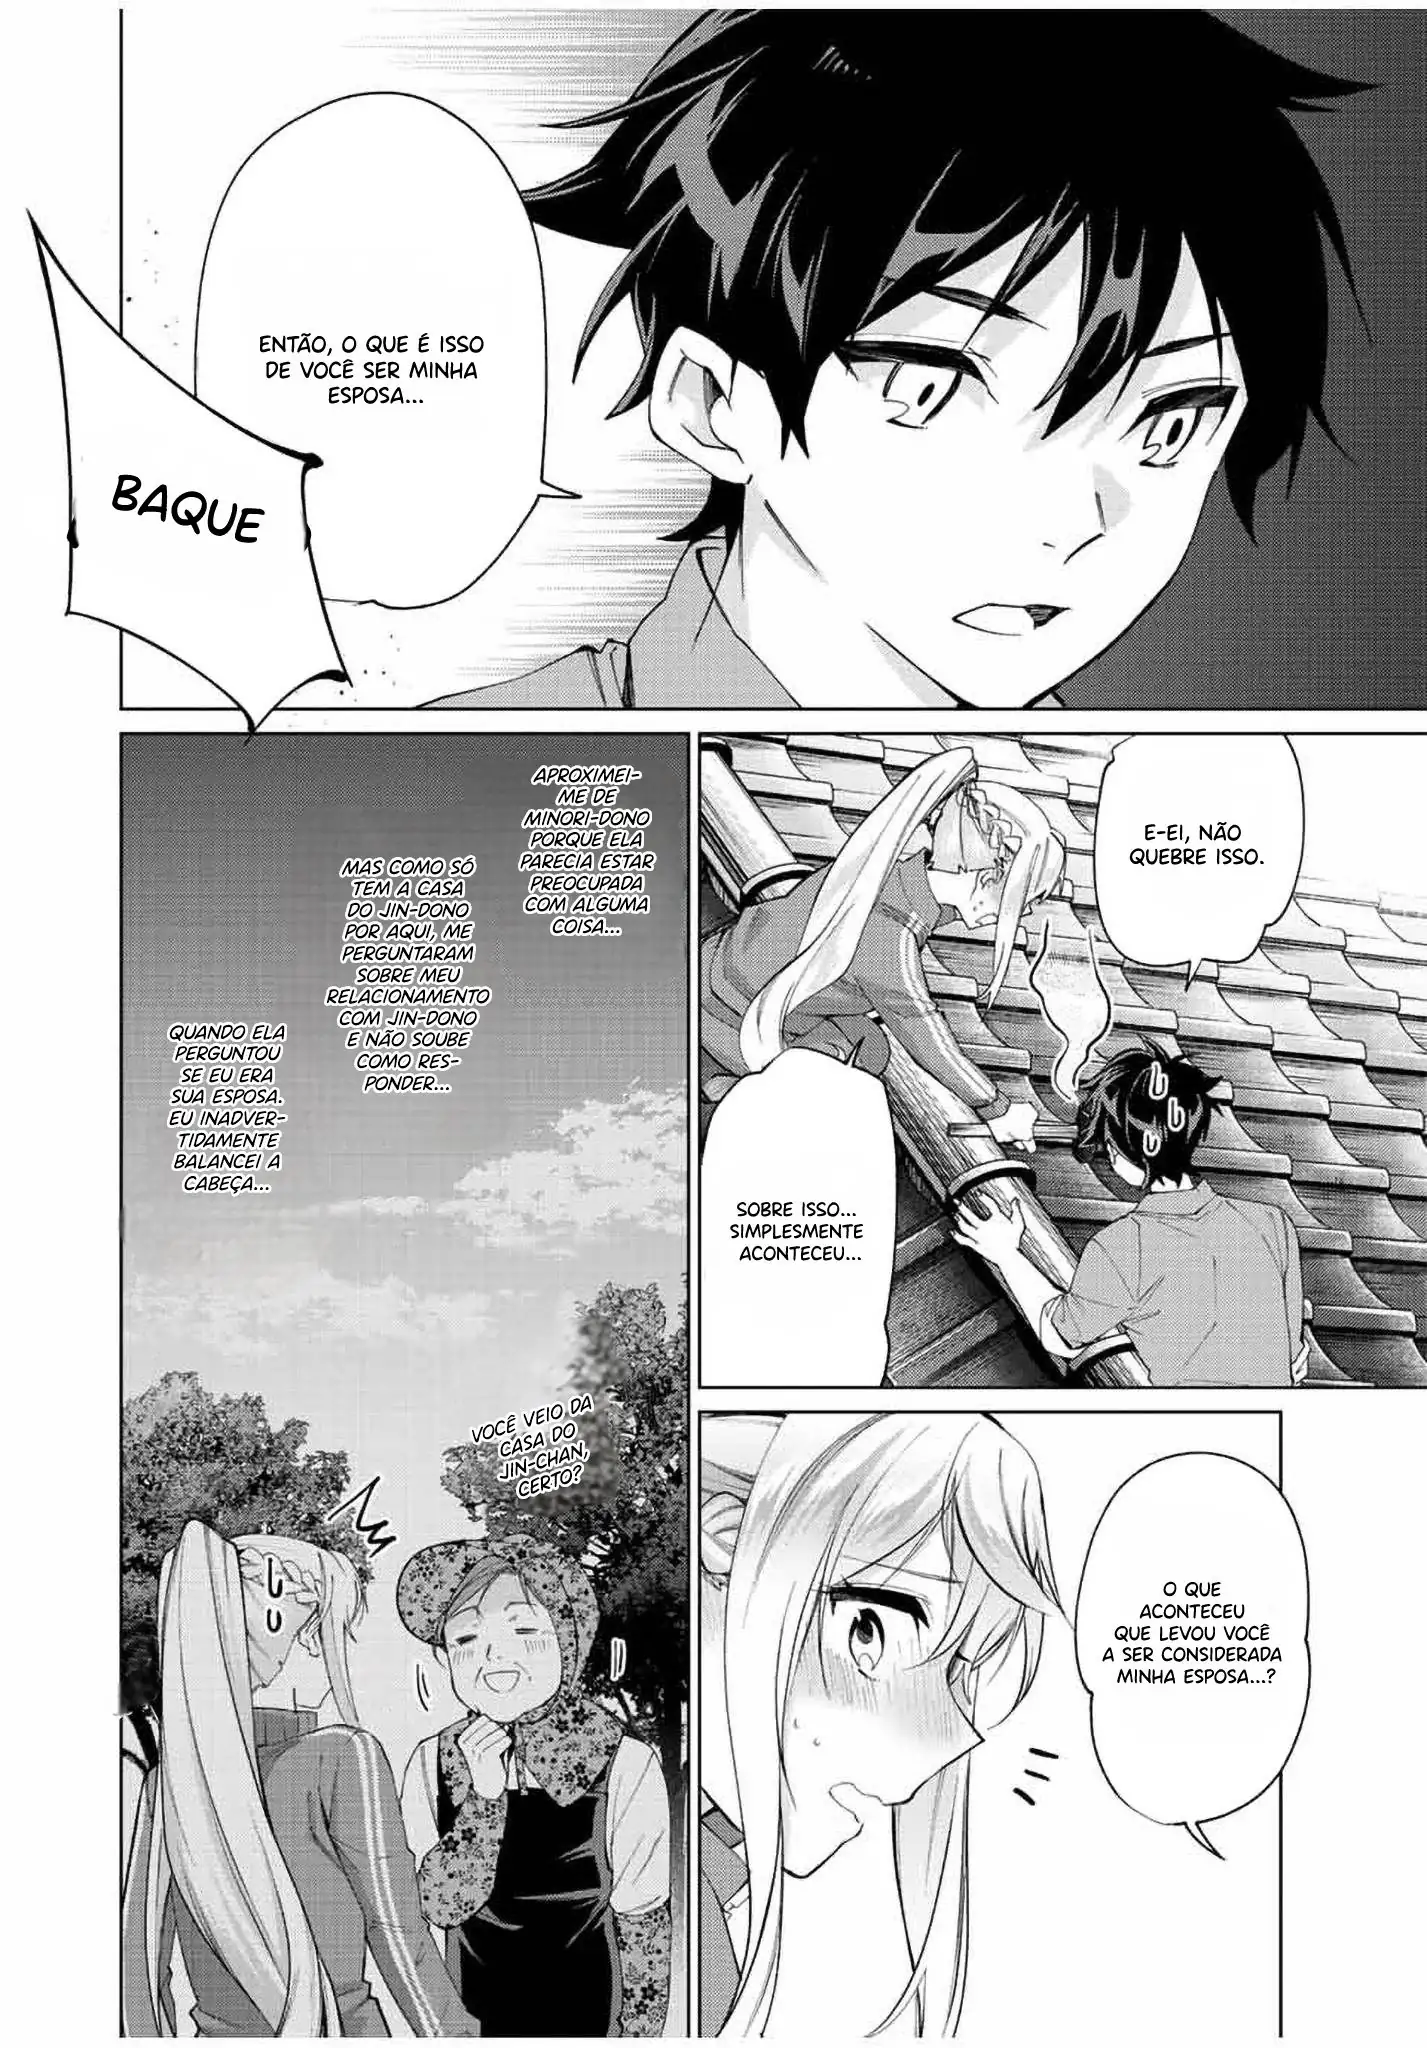 ENTÃO, O QUE É ISSO
DE VOCÊ SER MINHA
ESPOSA...
BAQUE
E-EI, NÃO
QUEBRE ISSO.
SOBRE ISSO...
SIMPLESMENTE
ACONTECEU...
O QUE
ACONTECEU
QUE LEVOU VOCÊ
A SER CONSIDERADA
MINHA ESPOSA...?
APROXIMEI-
ME DE
MINORI-DONO
PORQUE ELA
PARECIA ESTAR
PREOCUPADA
COM ALGUMA
COISA...
MAS COMO SÓ
TEM A CASA
DO JIN-DONO
POR AQUI, ME
PERGUNTARAM
SOBRE MEU
RELACIONAMENTO
COM JIN-DONO
E NÃO SOUBE
COMO RES-
PONDER...
QUANDO ELA
PERGUNTOU
SE EU ERA
SUA ESPOSA.
EU INADVER-
TIDAMENTE
BALANCEI A
CABEÇA...
VOCÊ VEIO DA
CASA DO
JIN-CHAN,
CERTO?